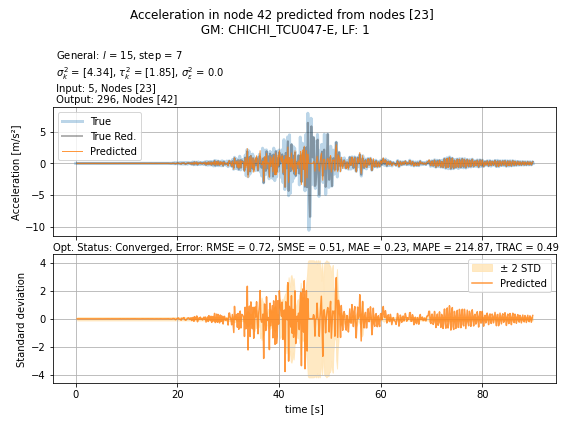 Acceleration in node 42 predicted from nodes [23]
GM: CHICHI_TCU047-E, LF: 1
General: l = 15, step = 7
σ²ₖ = [4.34], τ²ₖ = [1.85], σ²ε = 0.0
Input: 5, Nodes [23]
Output: 296, Nodes [42]
Acceleration [m/s²]
5
0
−5
−10
True
True Red.
Predicted
Opt. Status: Converged, Error: RMSE = 0.72, SMSE = 0.51, MAE = 0.23, MAPE = 214.87, TRAC = 0.49
Standard deviation
4
2
0
−2
−4
± 2 STD
Predicted
0 20 40 60 80
time [s]